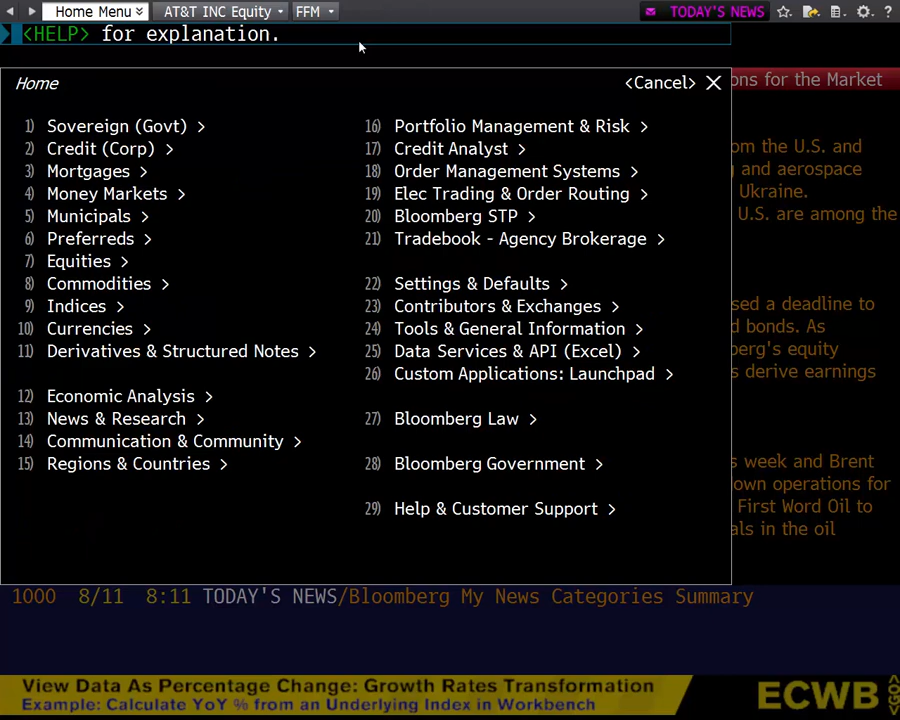 Home Menu AT&T INC Equity FFM TODAY'S NEWS ?
<HELP> for explanation.
Home <Cancel>
ons for the Market
1) Sovereign (Govt) >
2) Credit (Corp) >
3) Mortgages >
4) Money Markets >
5) Municipals >
6) Preferreds >
7) Equities >
8) Commodities >
9) Indices >
10) Currencies >
11) Derivatives & Structured Notes >
12) Economic Analysis >
13) News & Research >
14) Communication & Community >
15) Regions & Countries >
16) Portfolio Management & Risk >
17) Credit Analyst >
18) Order Management Systems >
19) Elec Trading & Order Routing >
20) Bloomberg STP >
21) Tradebook - Agency Brokerage >
22) Settings & Defaults >
23) Contributors & Exchanges >
24) Tools & General Information >
25) Data Services & API (Excel) >
26) Custom Applications: Launchpad >
27) Bloomberg Law >
28) Bloomberg Government >
29) Help & Customer Support >
om the U.S. and
g and aerospace
Ukraine.
U.S. are among the
sed a deadline to
d bonds. As
berg's equity
s derive earnings
s week and Brent
own operations for
First Word Oil to
als in the oil
1000 8/11 8:11 TODAY'S NEWS/Bloomberg My News Categories Summary
View Data As Percentage Change: Growth Rates Transformation
Example: Calculate YoY % from an Underlying Index in Workbench
ECWB <GO>